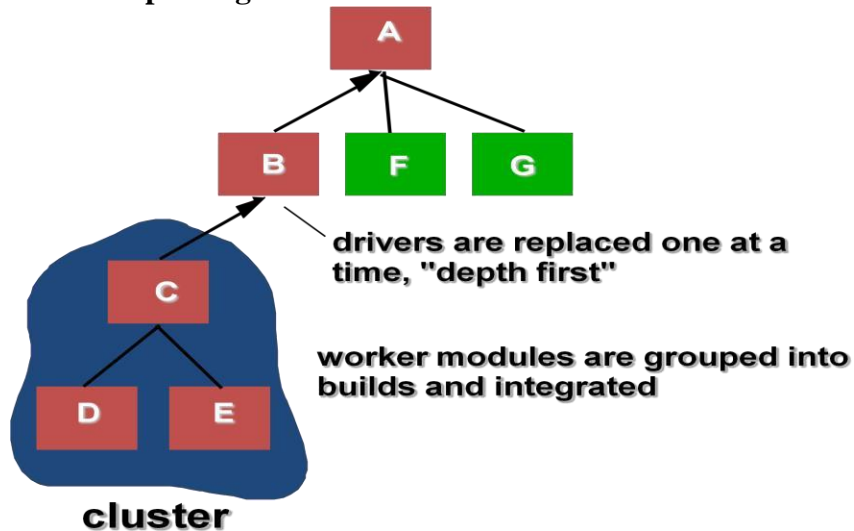 A
B
F
G
drivers are replaced one at a
time, "depth first"
C
worker modules are grouped into
builds and integrated
D
E
cluster